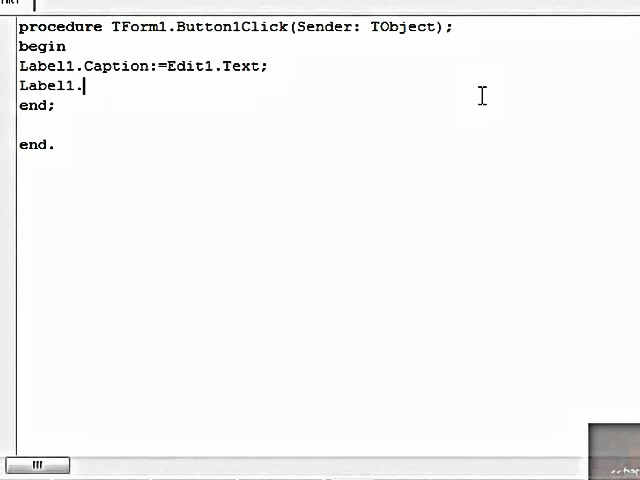 procedure TForm1.Button1Click(Sender: TObject);
begin
Label1.Caption:=Edit1.Text;
Label1.
end;
end.